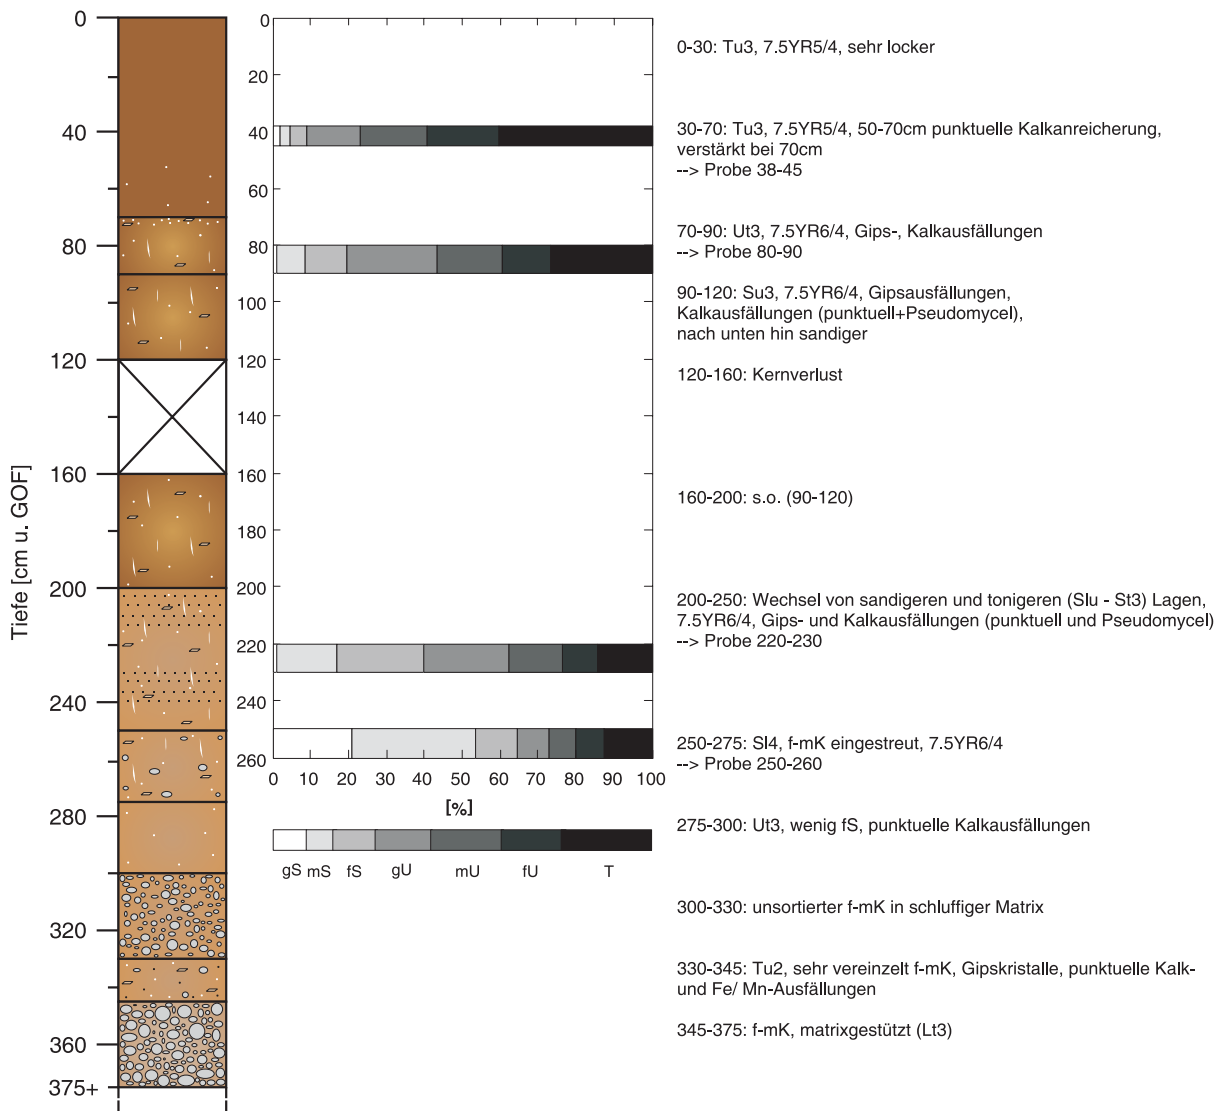 Tiefe [cm u. GOF]
0
40
80
120
160
200
240
280
320
360
375+
0
20
40
60
80
100
120
140
160
180
200
220
240
260
0 10 20 30 40 50 60 70 80 90 100
[%]
gS mS fS gU mU fU T
0-30: Tu3, 7.5YR5/4, sehr locker
30-70: Tu3, 7.5YR5/4, 50-70cm punktuelle Kalkanreicherung,
verstärkt bei 70cm
--> Probe 38-45
70-90: Ut3, 7.5YR6/4, Gips-, Kalkausfällungen
--> Probe 80-90
90-120: Su3, 7.5YR6/4, Gipsausfällungen,
Kalkausfällungen (punktuell+Pseudomycel),
nach unten hin sandiger
120-160: Kernverlust
160-200: s.o. (90-120)
200-250: Wechsel von sandigeren und tonigeren (Slu - St3) Lagen,
7.5YR6/4, Gips- und Kalkausfällungen (punktuell und Pseudomycel)
--> Probe 220-230
250-275: Sl4, f-mK eingestreut, 7.5YR6/4
--> Probe 250-260
275-300: Ut3, wenig fS, punktuelle Kalkausfällungen
300-330: unsortierter f-mK in schluffiger Matrix
330-345: Tu2, sehr vereinzelt f-mK, Gipskristalle, punktuelle Kalk-
und Fe/ Mn-Ausfällungen
345-375: f-mK, matrixgestützt (Lt3)